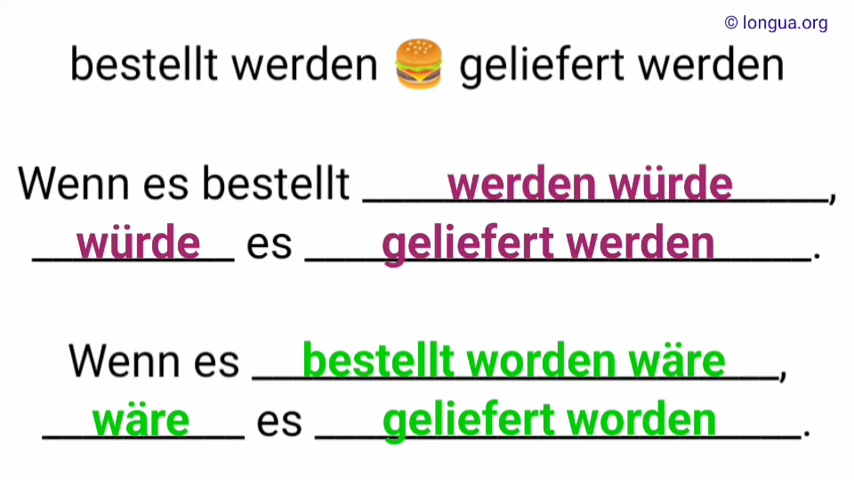 © longua.org
bestellt werden 🍔 geliefert werden
Wenn es bestellt werden würde,
würde es geliefert werden.
Wenn es bestellt worden wäre,
wäre es geliefert worden.